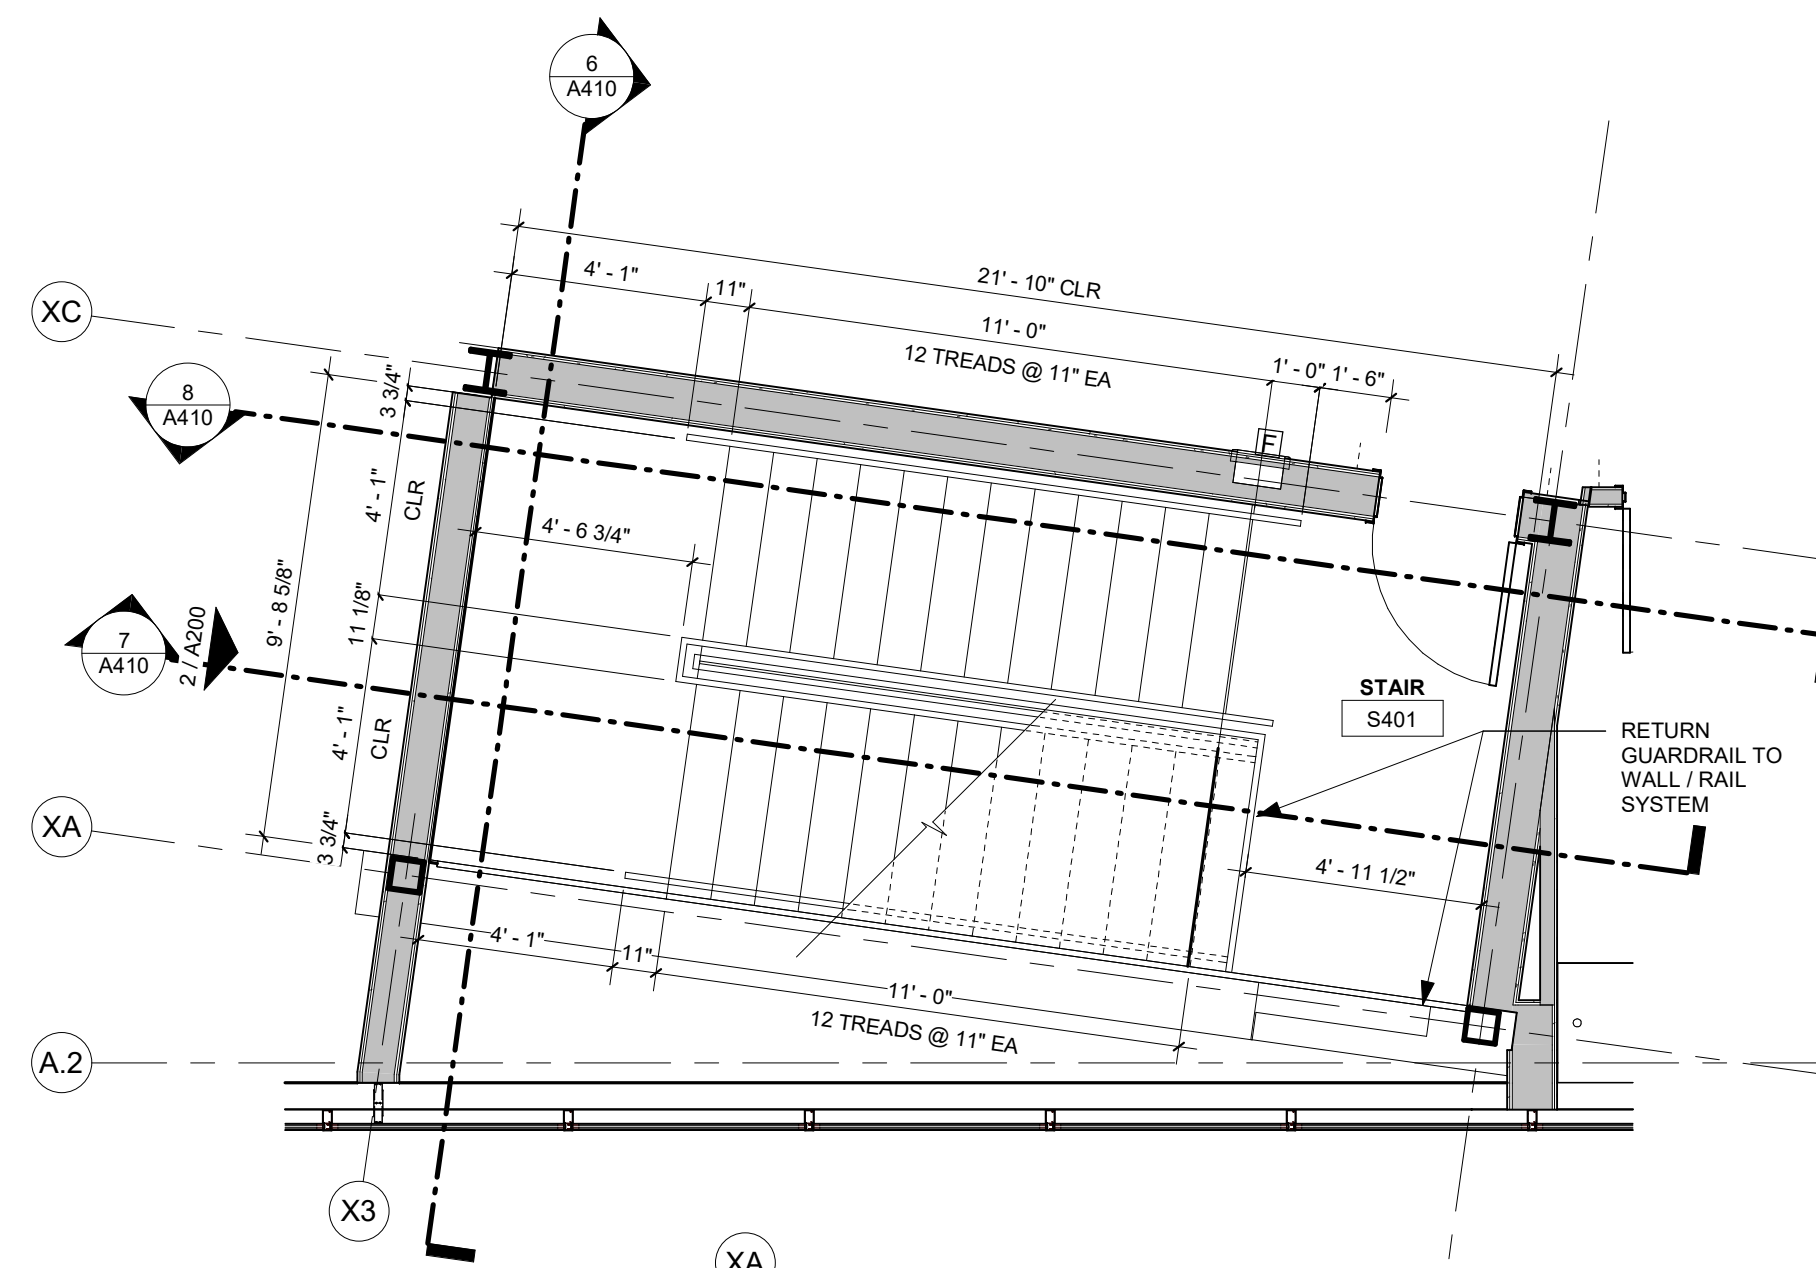 6
A410
21' - 10" CLR
4' - 1"
11"
11' - 0"
12 TREADS @ 11" EA
1' - 0"
1' - 6"
XC
8
A410
3 3/4"
F
4' - 1"
CLR
4' - 6 3/4"
9' - 8 5/8"
11 1/8"
7
A410
2 / A200
STAIR
S401
RETURN
GUARDRAIL TO
WALL / RAIL
SYSTEM
4' - 1"
CLR
XA
3 3/4"
4' - 11 1/2"
4' - 1"
11"
11' - 0"
12 TREADS @ 11" EA
A.2
X3
XA